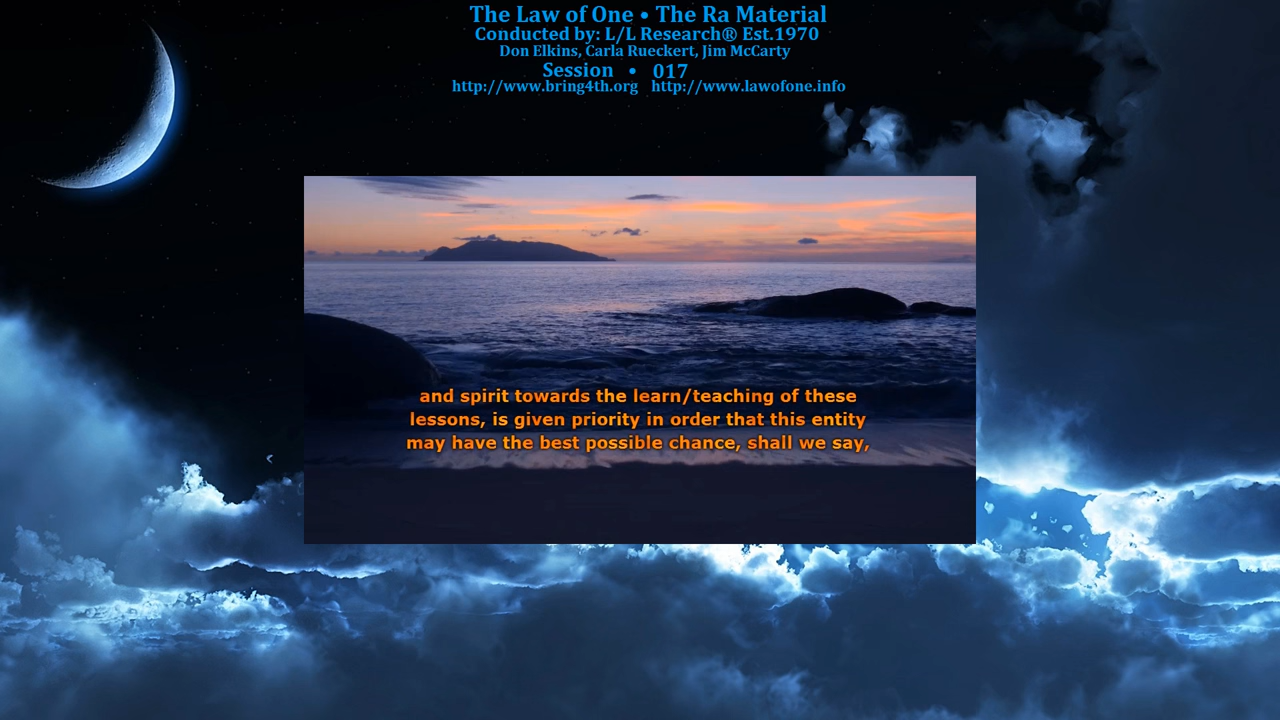 The Law of One • The Ra Material
Conducted by: L/L Research® Est.1970
Don Elkins, Carla Rueckert, Jim McCarty
Session • 017
http://www.bring4th.org http://www.lawofone.info
and spirit towards the learn/teaching of these
lessons, is given priority in order that this entity
may have the best possible chance, shall we say,